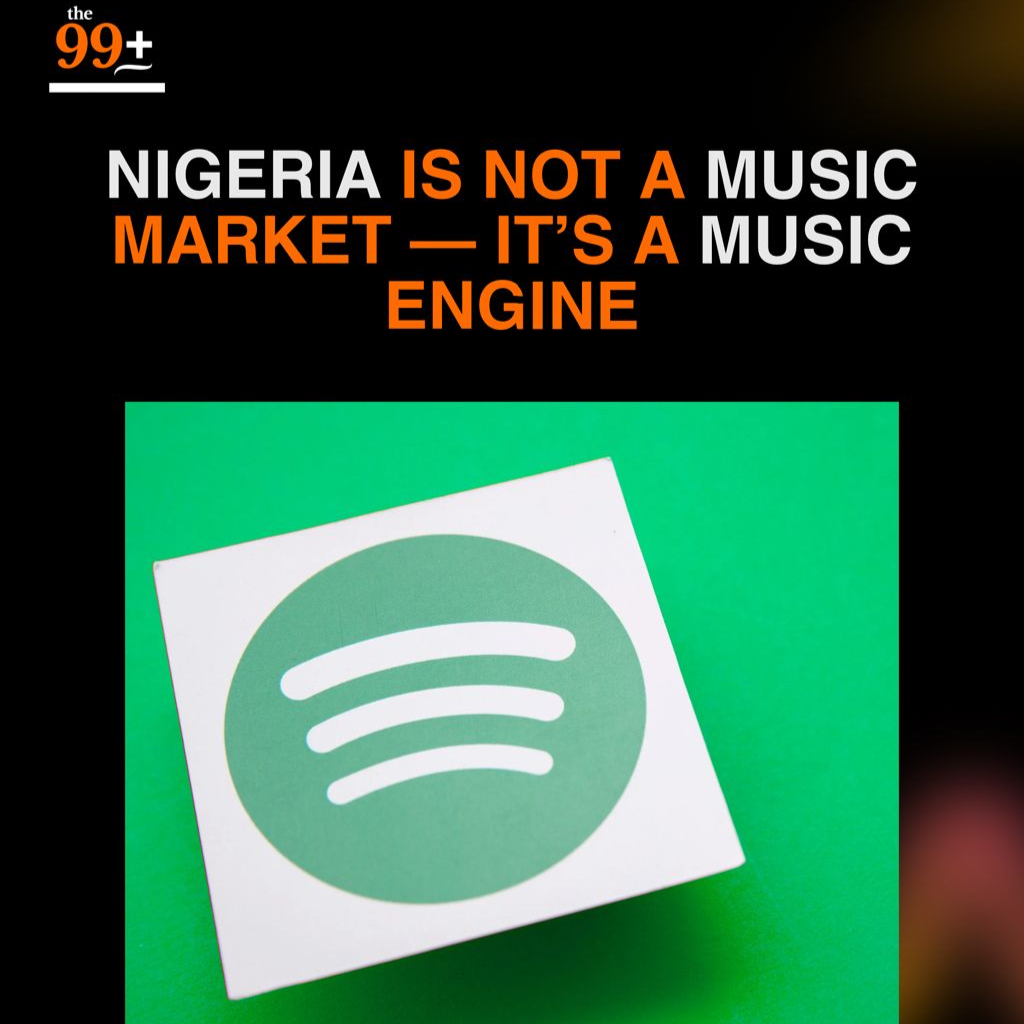 the
99+
NIGERIA IS NOT A MUSIC
MARKET — IT’S A MUSIC
ENGINE